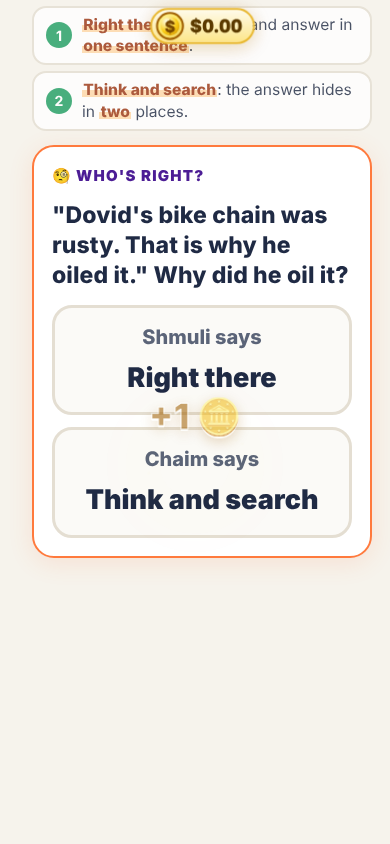 1 Right the and answer in
one sentence.
$ $0.00
2 Think and search: the answer hides
in two places.
🧐 WHO'S RIGHT?
"Dovid's bike chain was
rusty. That is why he
oiled it." Why did he oil it?
Shmuli says
Right there
+1
Chaim says
Think and search